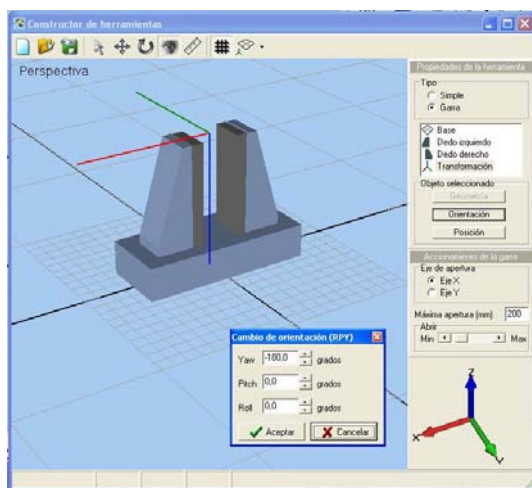 Constructor de herramientas
Perspectiva
Propiedades de la herramienta
Tipo
Simple
Garra
Base
Dedo izquierdo
Dedo derecho
Transformación
Objeto seleccionado
Geometría
Orientación
Posición
Accionamiento de la garra
Eje de apertura
Eje X
Eje Y
Máxima apertura (mm) 200
Abrir
Min Max
Cambio de orientación (RPY)
Yaw -180,0 grados
Pitch 0,0 grados
Roll 0,0 grados
Aceptar Cancelar
Z
X
Y